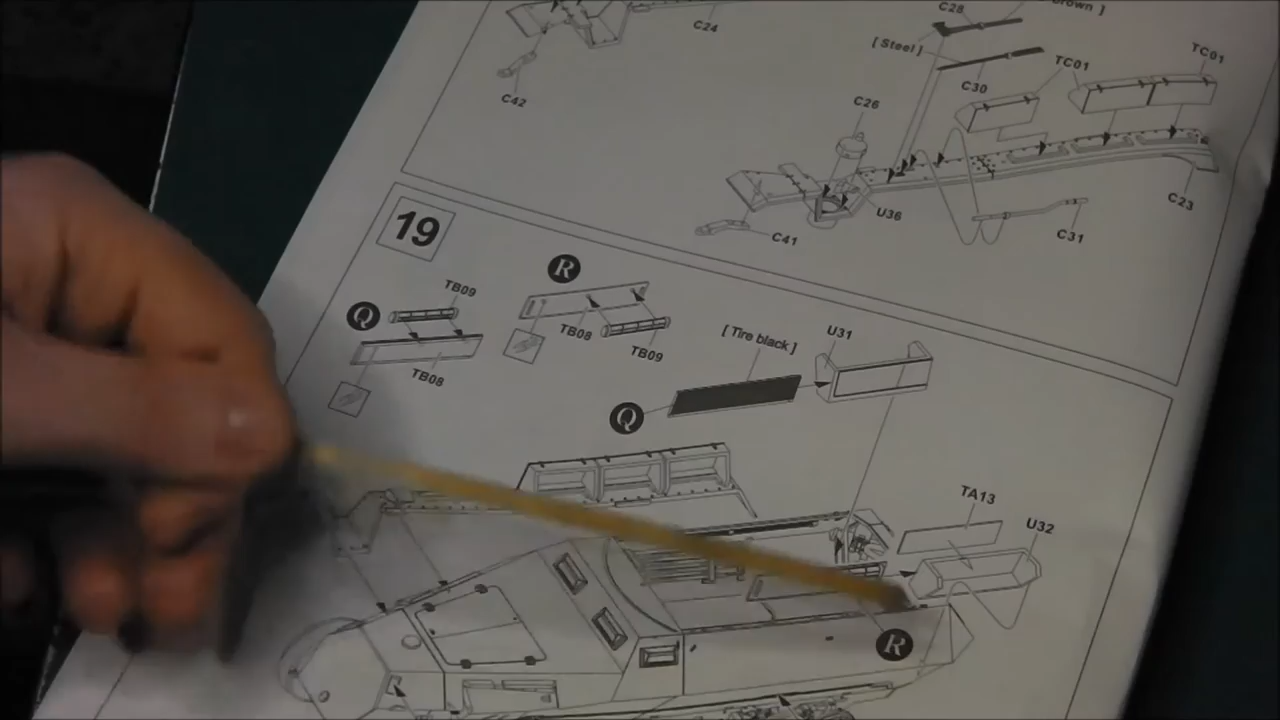 C28
C24
[ Steel ]
TC01
TC01
C30
C42
C26
U36
C23
C41
C31
19
R
TB09
Q
TB08
TB09
TB08
[ Tire black ]
U31
Q
TA13
U32
R